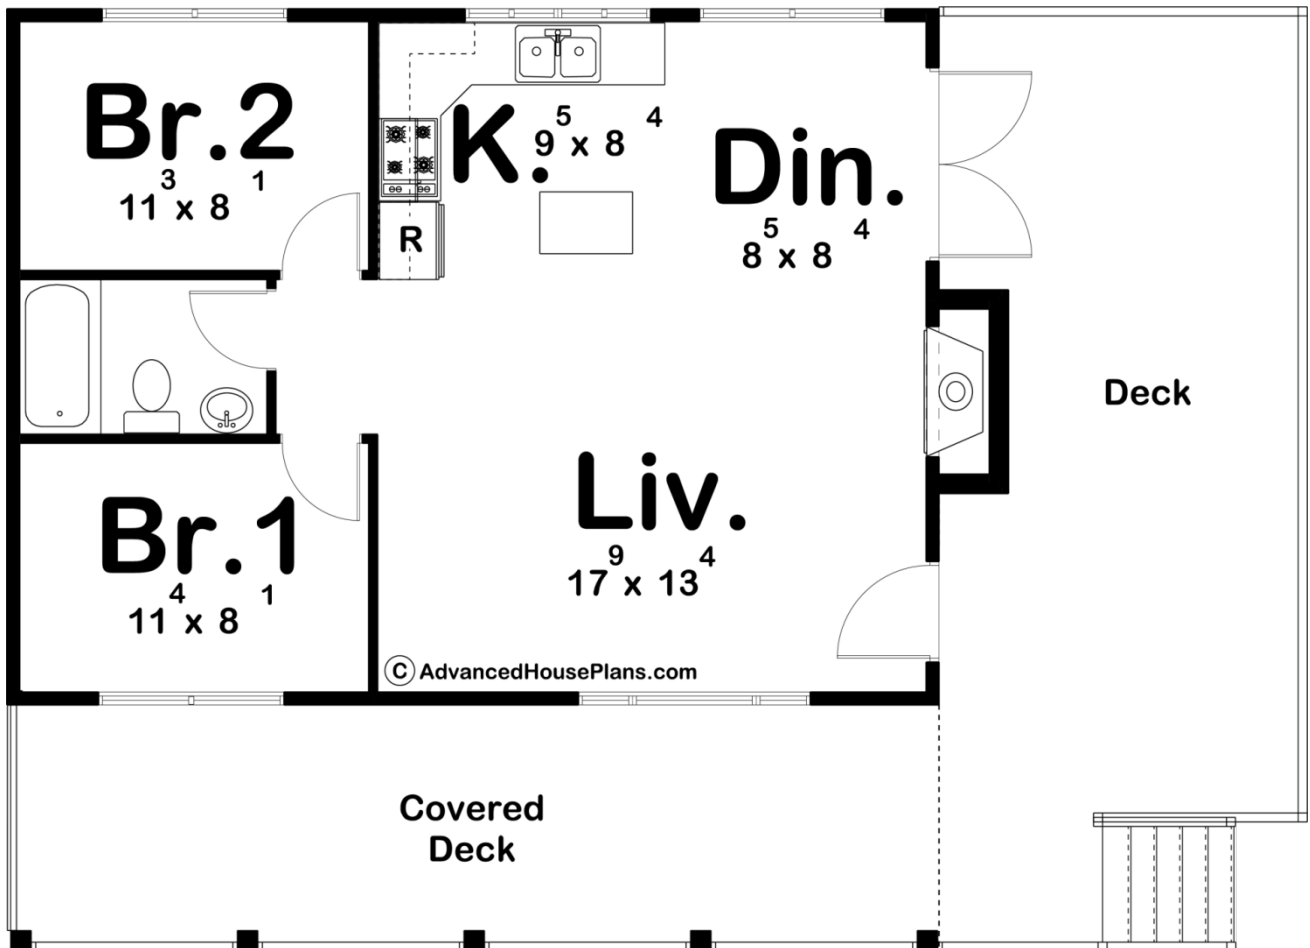 Br.2
11³ x 8¹
K. 9⁵ x 8⁴
Din.
8⁵ x 8⁴
R
Deck
Liv.
17⁹ x 13⁴
Br.1
11⁴ x 8¹
© AdvancedHousePlans.com
Covered
Deck